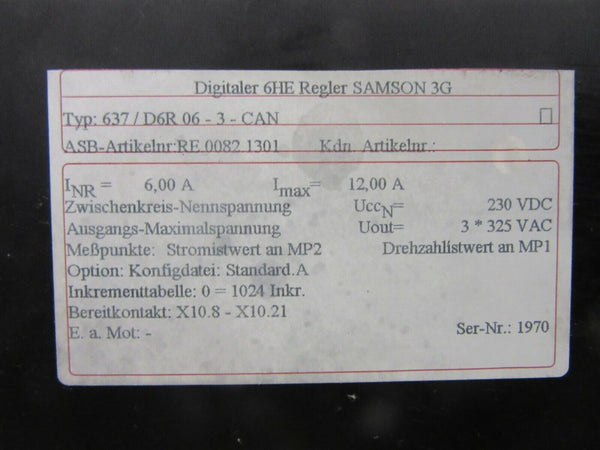 Digitaler 6HE Regler SAMSON 3G
Typ: 637 / D6R 06 - 3 - CAN
ASB-Artikelnr:RE.0082.1301 Kdn. Artikelnr.:
INR = 6,00 A Imax= 12,00 A
Zwischenkreis-Nennspannung UccN= 230 VDC
Ausgangs-Maximalspannung Uout= 3 * 325 VAC
Meßpunkte: Stromistwert an MP2 DrehzahlIstwert an MP1
Option: Konfigdatei: Standard.A
Inkrementtabelle: 0 = 1024 Inkr.
Bereitkontakt: X10.8 - X10.21
E. a. Mot: - Ser-Nr.: 1970